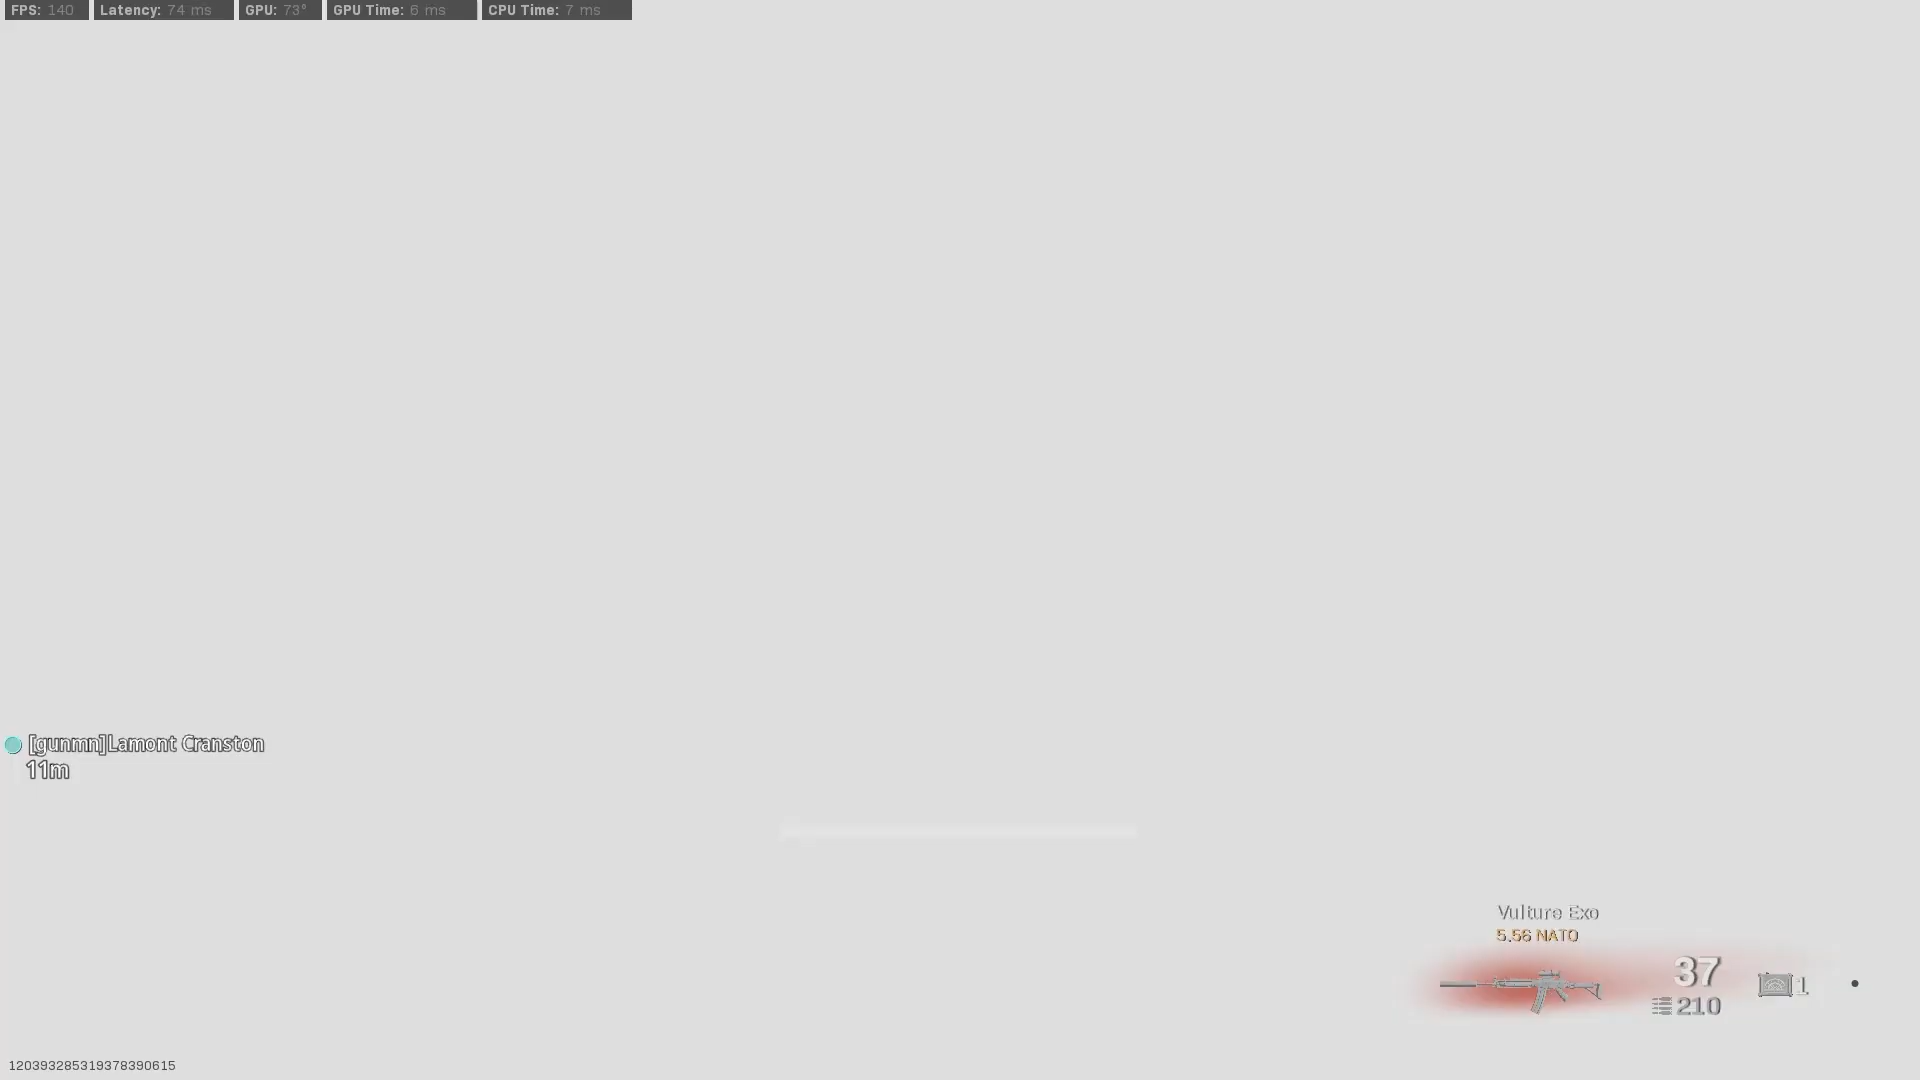 FPS: 140 Latency: 74 ms GPU: 73° GPU Time: 6 ms CPU Time: 7 ms
[gunmn]Lamont Cranston
11m
Vulture Exo
5.56 NATO
37
1
210
120393285319378390615